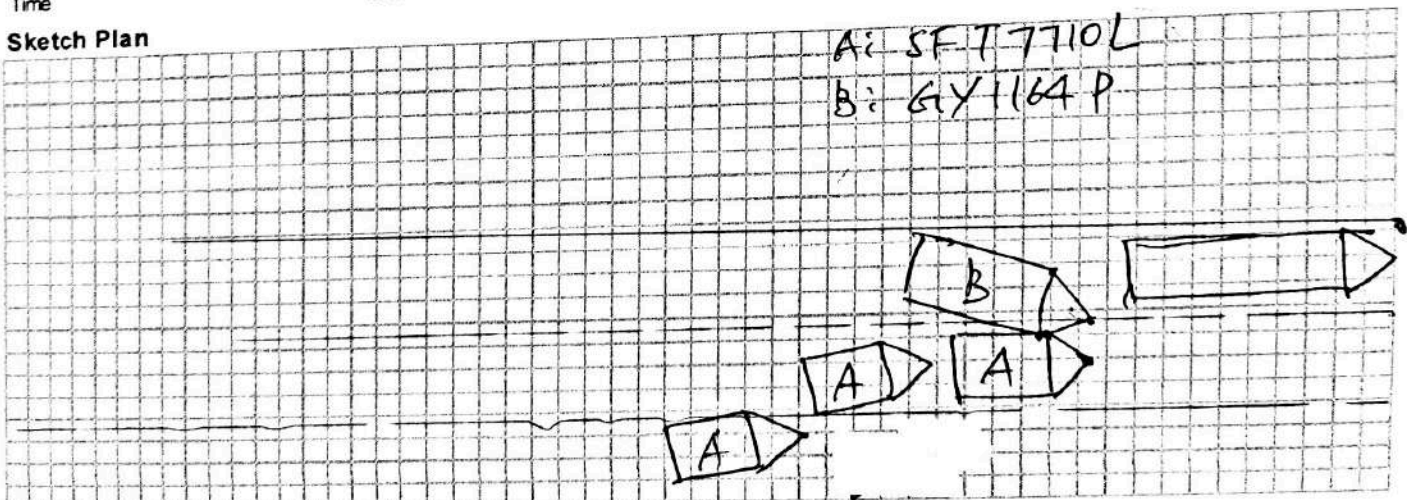 Time
Sketch Plan
A: SFT7710L
B: GY1164P
B
A
A
A